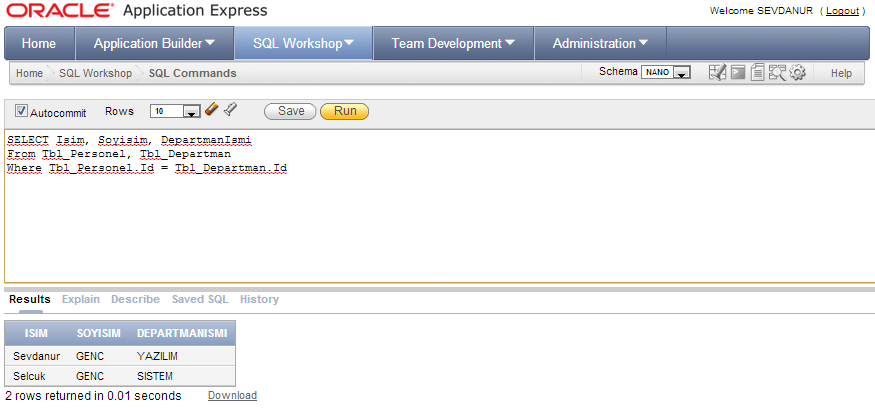 ORACLE® Application Express
Welcome SEVDANUR ( Logout )
Home Application Builder SQL Workshop Team Development Administration
Home SQL Workshop SQL Commands Schema NANO Help
Autocommit Rows 10 Save Run
SELECT Isim, Soyisim, DepartmanIsmi
From Tbl_Personel, Tbl_Departman
Where Tbl_Personel.Id = Tbl_Departman.Id
Results Explain Describe Saved SQL History
ISIM SOYISIM DEPARTMANISMI
Sevdanur GENC YAZILIM
Selcuk GENC SISTEM
2 rows returned in 0.01 seconds Download